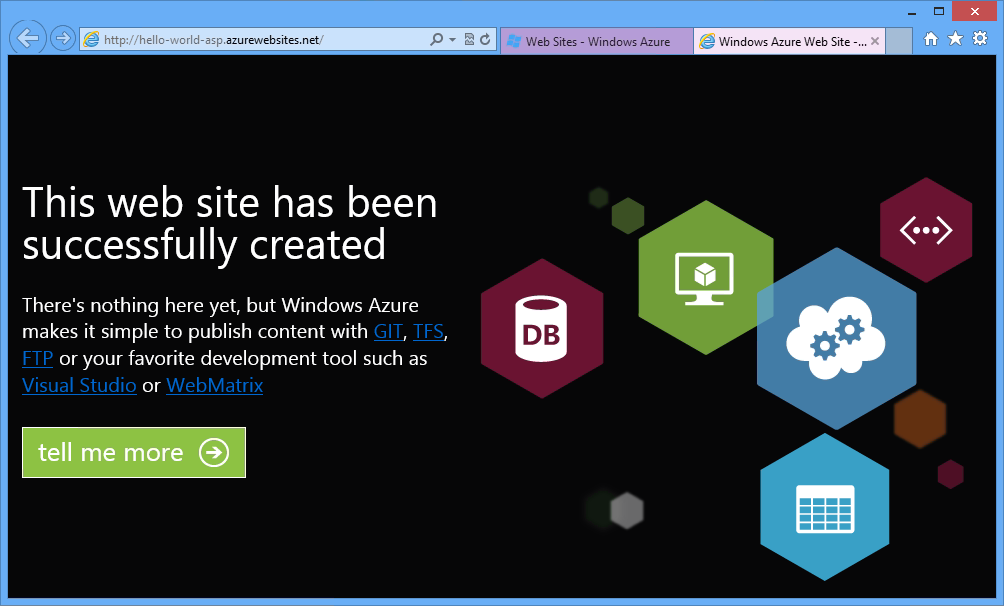 http://hello-world-asp.azurewebsites.net/
Web Sites - Windows Azure
Windows Azure Web Site -...
This web site has been
successfully created
There's nothing here yet, but Windows Azure
makes it simple to publish content with GIT, TFS,
FTP or your favorite development tool such as
Visual Studio or WebMatrix
tell me more
DB